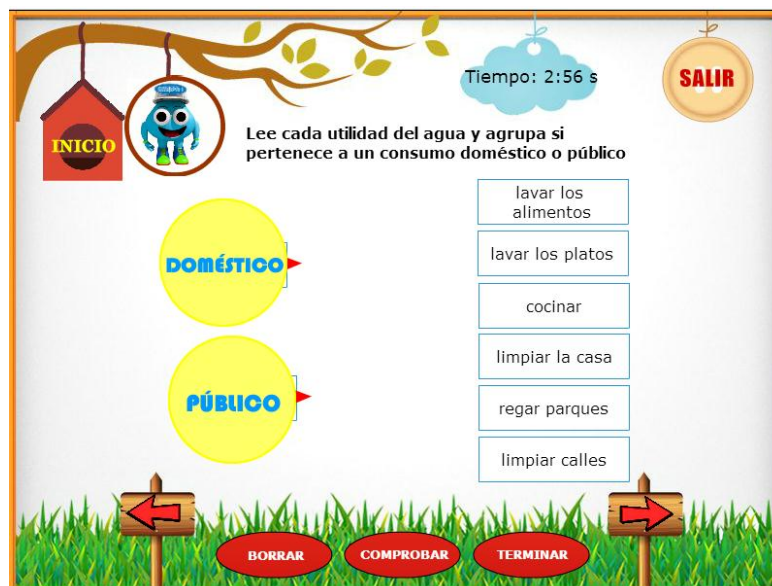 Tiempo: 2:56 s
SALIR
INICIO
Lee cada utilidad del agua y agrupa si
pertenece a un consumo doméstico o público
lavar los
alimentos
DOMÉSTICO
lavar los platos
cocinar
limpiar la casa
PÚBLICO
regar parques
limpiar calles
BORRAR
COMPROBAR
TERMINAR